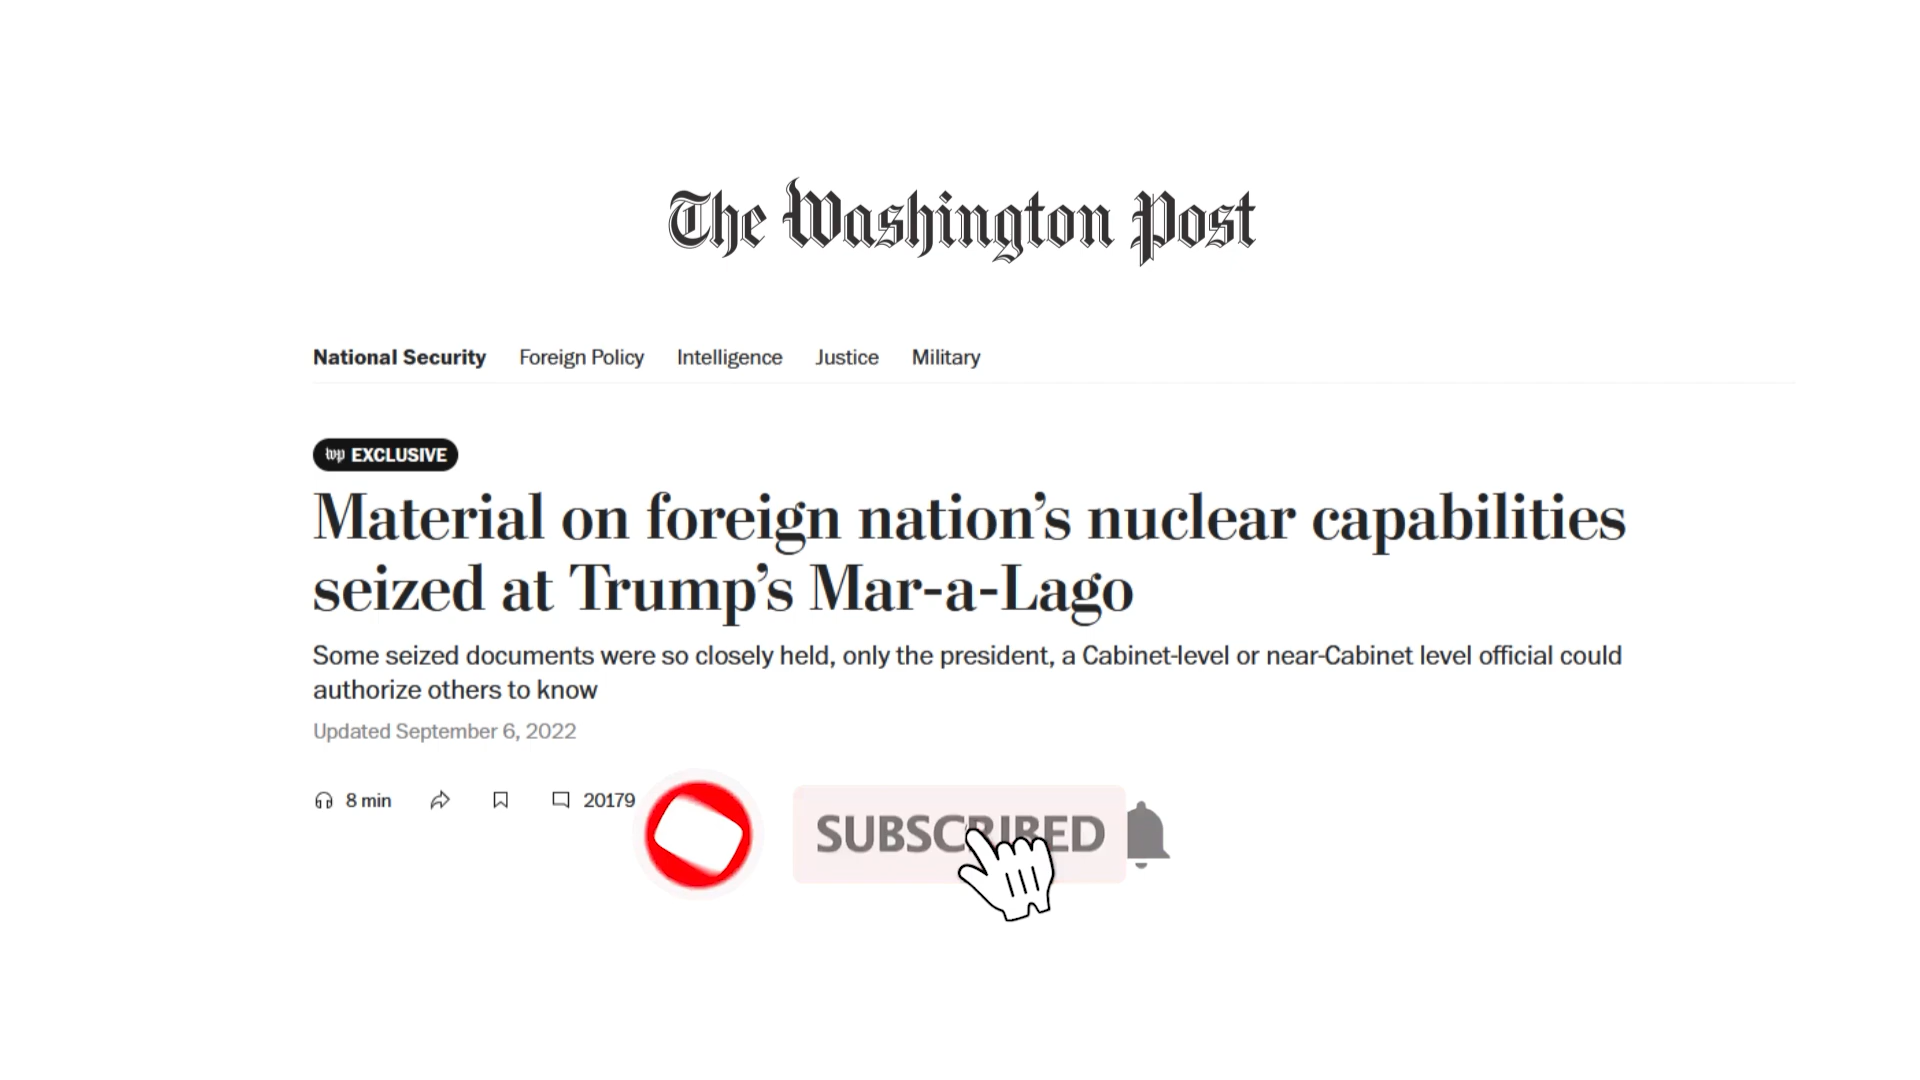 The Washington Post
National Security Foreign Policy Intelligence Justice Military
wp EXCLUSIVE
Material on foreign nation’s nuclear capabilities
seized at Trump’s Mar-a-Lago
Some seized documents were so closely held, only the president, a Cabinet-level or near-Cabinet level official could
authorize others to know
Updated September 6, 2022
8 min 20179
SUBSCRIBED